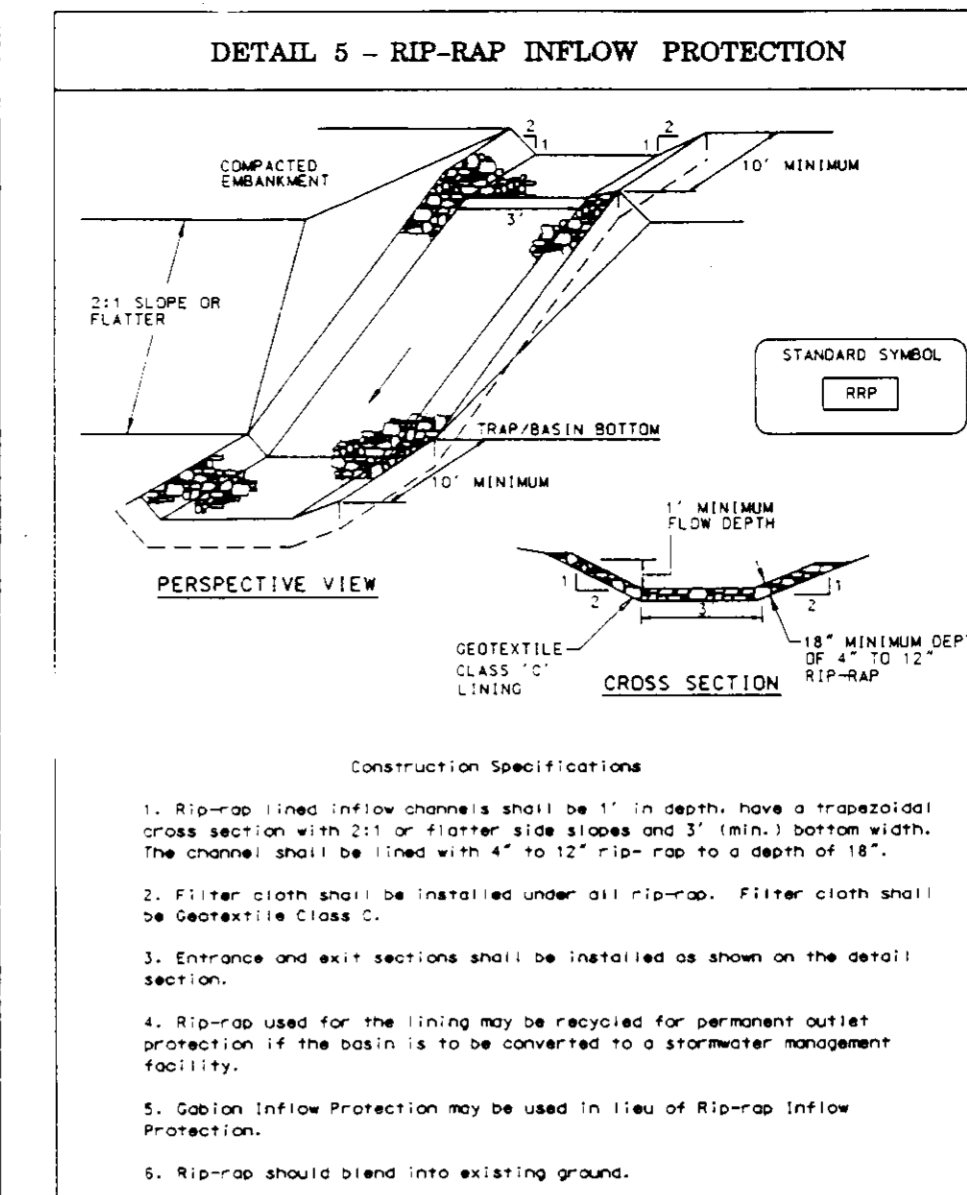 DETAIL 5 – RIP-RAP INFLOW PROTECTION
2
1
1
2
COMPACTED
EMBANKMENT
10' MINIMUM
3'
2:1 SLOPE OR
FLATTER
STANDARD SYMBOL
RRP
TRAP/BASIN BOTTOM
10' MINIMUM
1' MINIMUM
FLOW DEPTH
PERSPECTIVE VIEW
1
2
3
1
2
GEOTEXTILE
CLASS 'C'
LINING
CROSS SECTION
18" MINIMUM DEPT
OF 4" TO 12"
RIP-RAP
Construction Specifications
1. Rip-rap lined inflow channels shall be 1' in depth, have a trapezoidal
cross section with 2:1 or flatter side slopes and 3' (min.) bottom width.
The channel shall be lined with 4" to 12" rip- rap to a depth of 18".
2. Filter cloth shall be installed under all rip-rap. Filter cloth shall
be Geotextile Class C.
3. Entrance and exit sections shall be installed as shown on the detail
section.
4. Rip-rap used for the lining may be recycled for permanent outlet
protection if the basin is to be converted to a stormwater management
facility.
5. Gabion Inflow Protection may be used in lieu of Rip-rap Inflow
Protection.
6. Rip-rap should blend into existing ground.